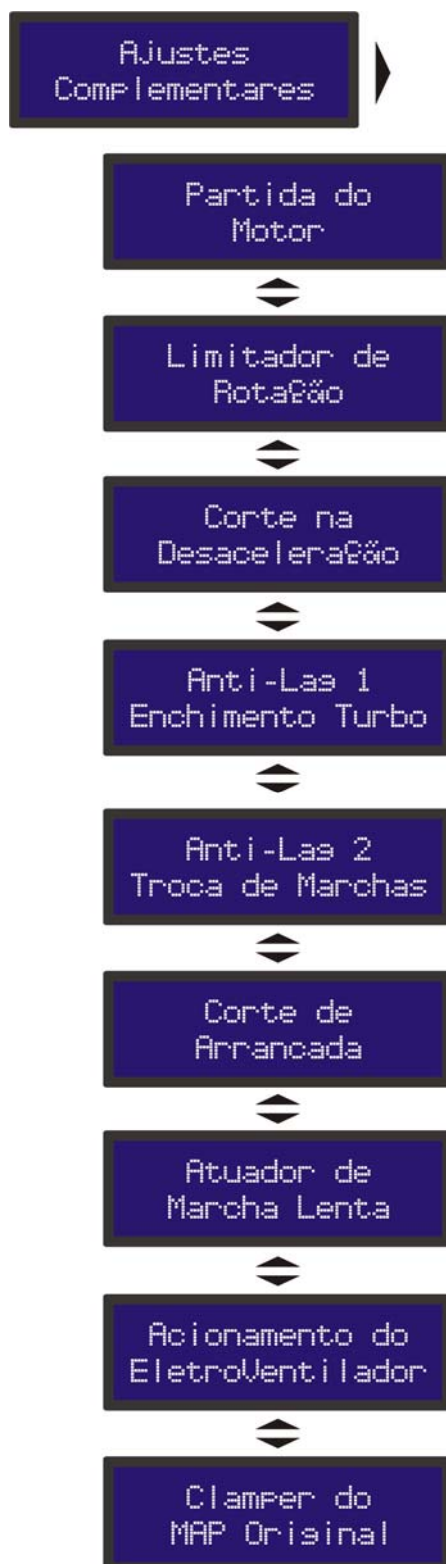 Ajustes
Complementares
Partida do
Motor
Limitador de
Rotação
Corte na
Desaceleração
Anti-Lag 1
Enchimento Turbo
Anti-Lag 2
Troca de Marchas
Corte de
Arrancada
Atuador de
Marcha Lenta
Acionamento do
EletroVentilador
Clamper do
MAP Original